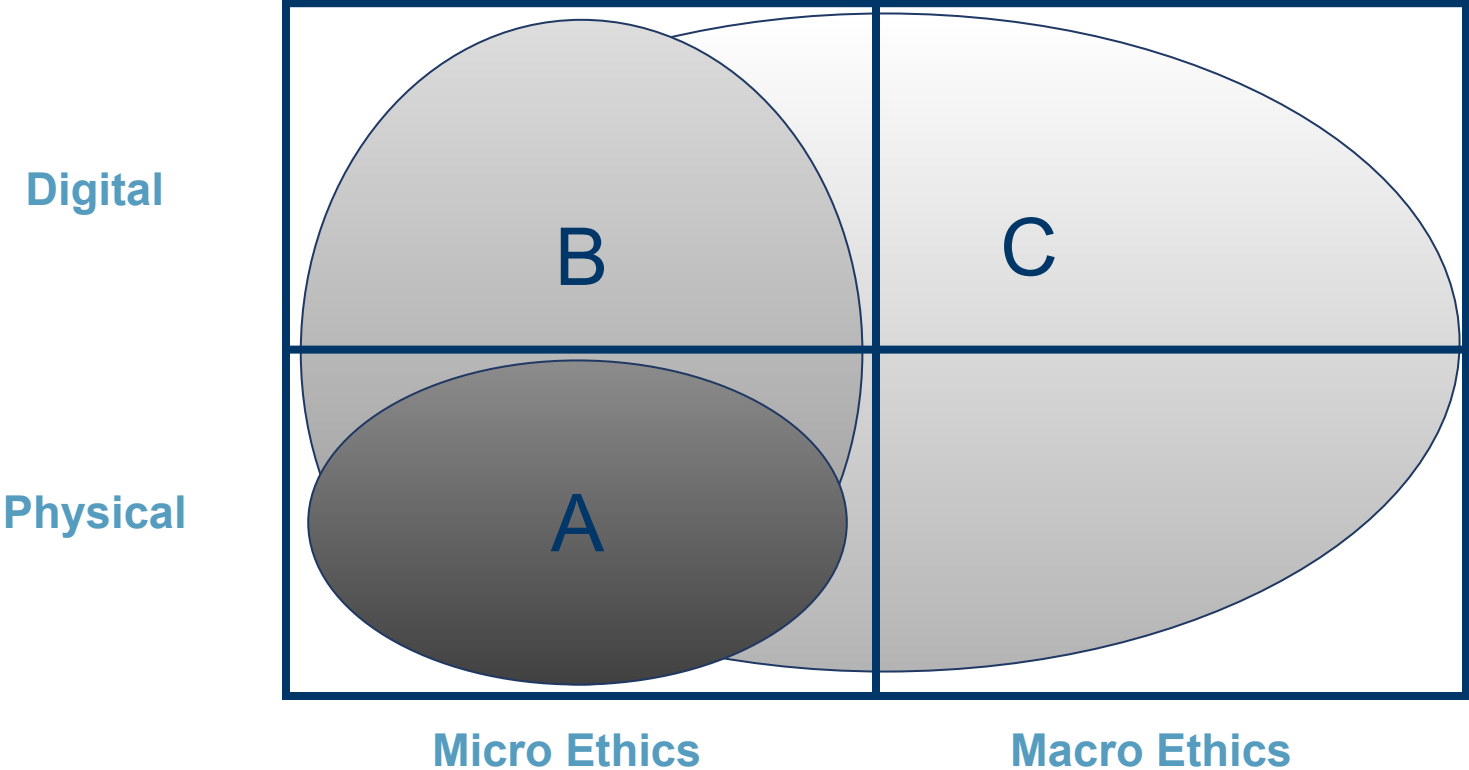 Digital
B
C
Physical
A
Micro Ethics
Macro Ethics